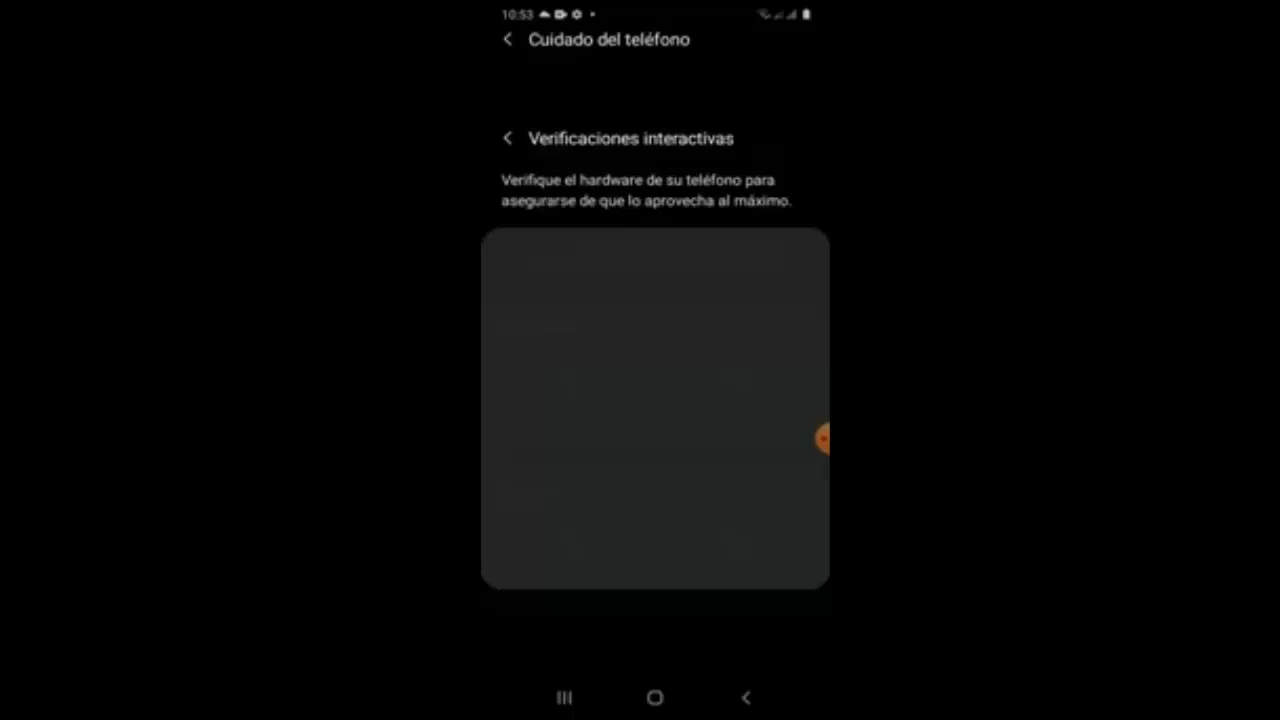 10:53
Cuidado del teléfono
Verificaciones interactivas
Verifique el hardware de su teléfono para
asegurarse de que lo aprovecha al máximo.